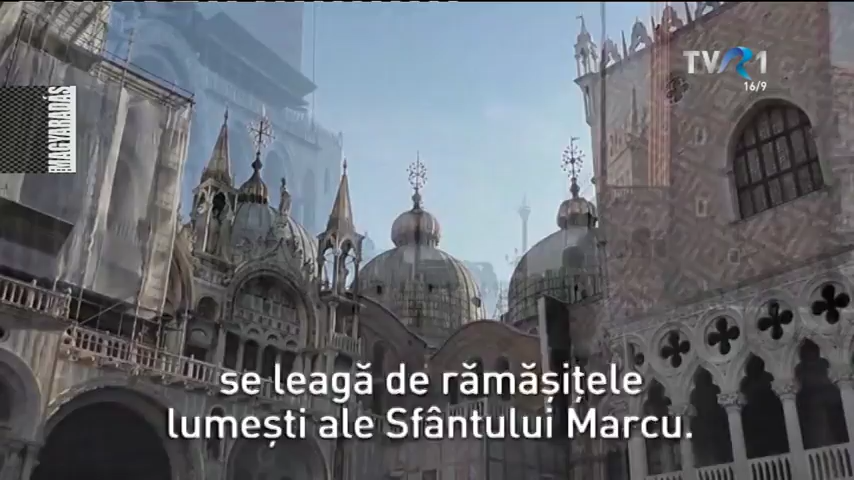 TVR1
16/9
MAGYARADÁS
se leagă de rămășițele
lumești ale Sfântului Marcu.